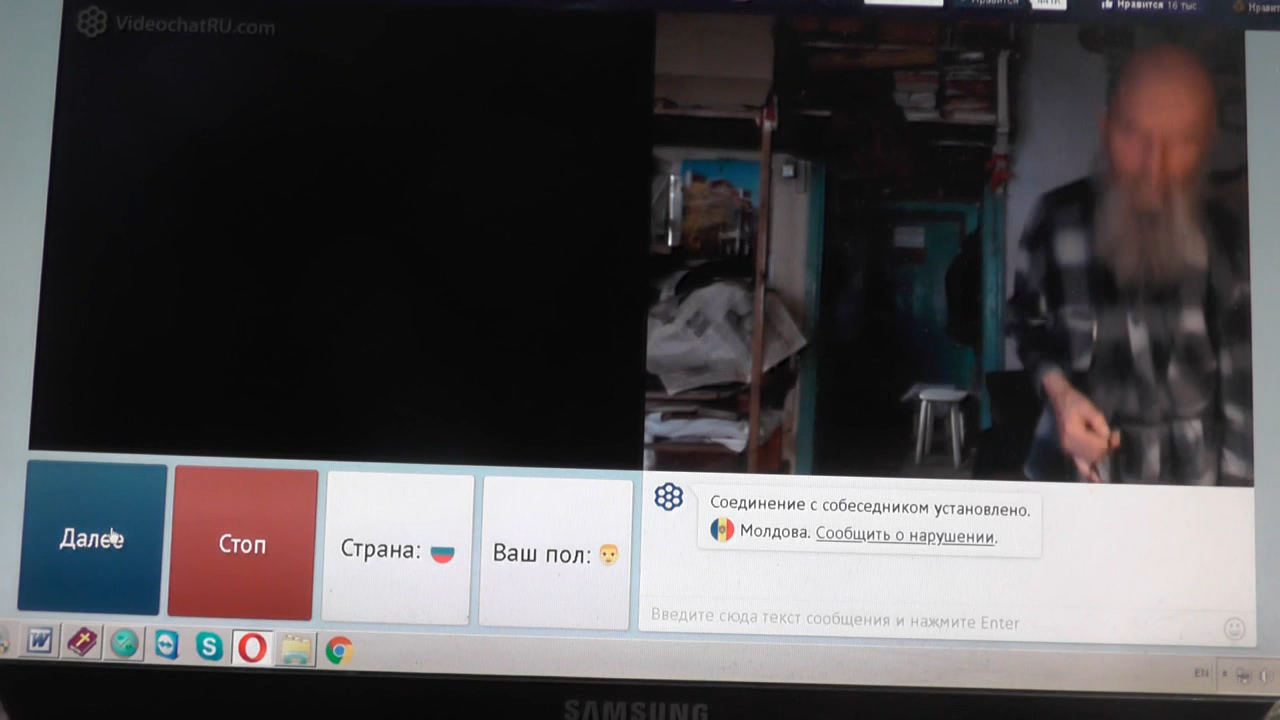 VideochatRU.com
Нравится 16 тыс
Далее
Стоп
Страна:
Ваш пол:
Соединение с собеседником установлено.
Молдова. Сообщить о нарушении.
Введите сюда текст сообщения и нажмите Enter
EN
SAMSUNG